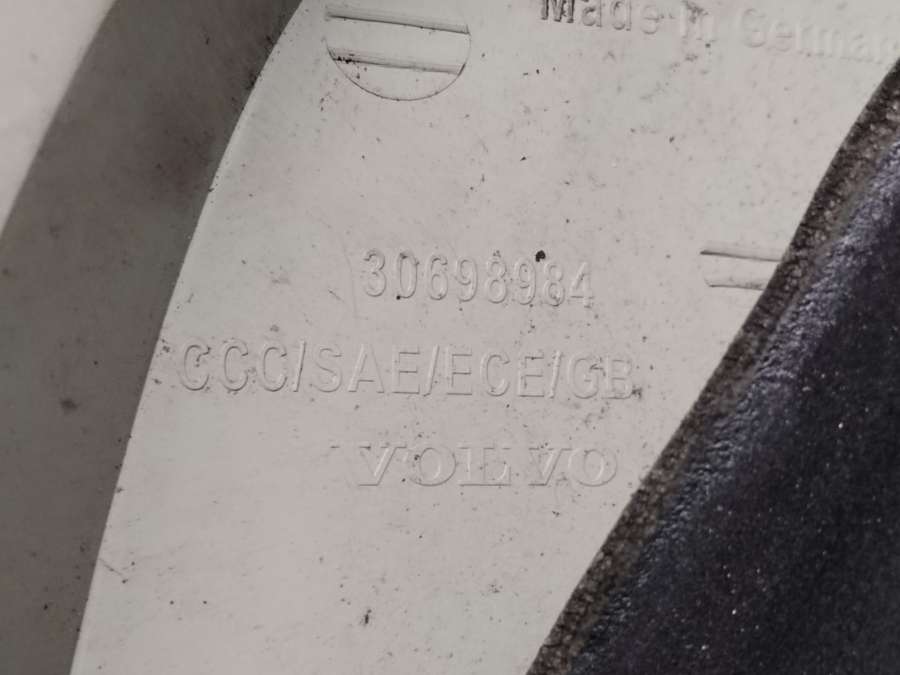 Made in Germany
30698984
CCC/SAE/ECE/GB
VOLVO